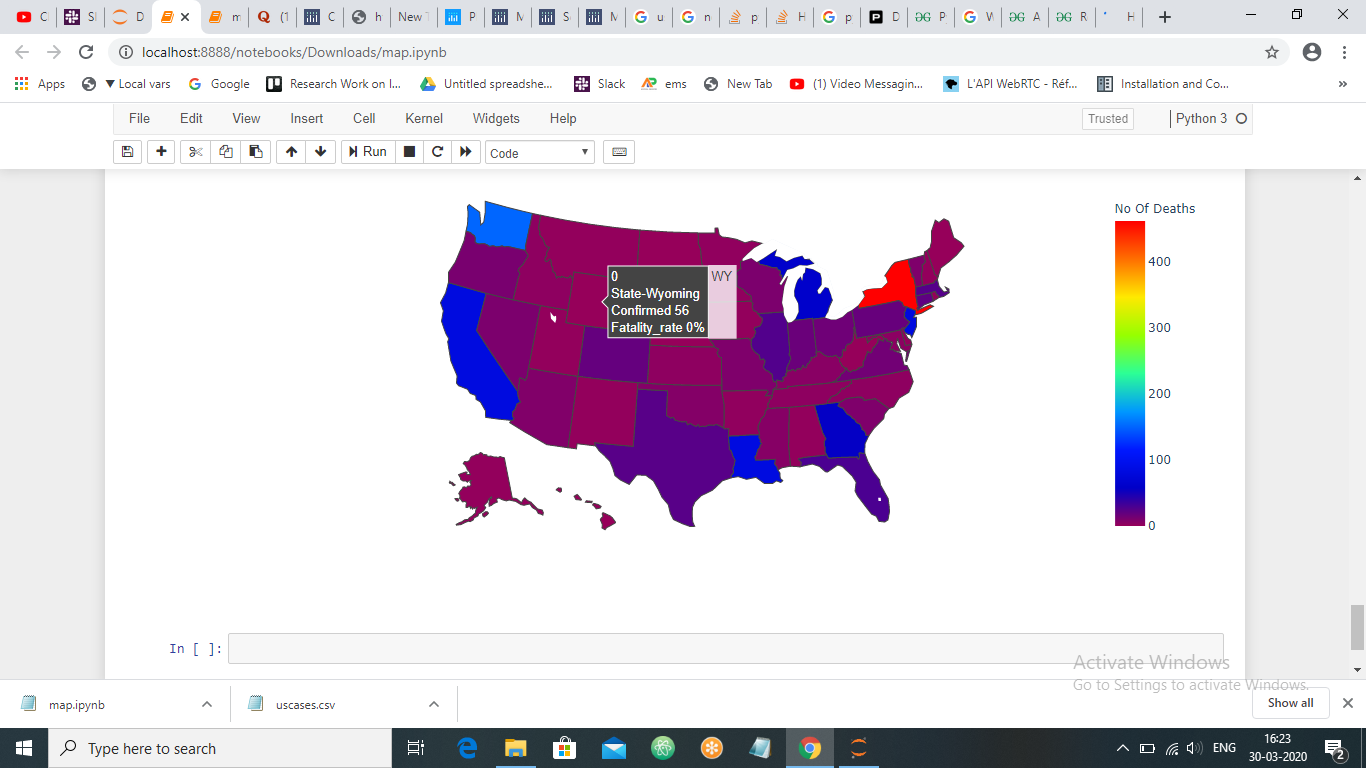 C
Sl
D
m
(1
C
h
New T
P
M
S
M
u
n
p
H
p
D
P
W
A
R
H
localhost:8888/notebooks/Downloads/map.ipynb
Apps
▼ Local vars
Google
Research Work on I...
Untitled spreadshe...
Slack
ems
New Tab
(1) Video Messagin...
L'API WebRTC - Réf...
Installation and Co...
»
File Edit View Insert Cell Kernel Widgets Help
Trusted
Python 3
Run
Code
No Of Deaths
400
300
200
100
0
0
State-Wyoming
Confirmed 56
Fatality_rate 0%
WY
In [ ]:
Activate Windows
Go to Settings to activate Windows.
map.ipynb
uscases.csv
Show all
Type here to search
ENG
16:23
30-03-2020
2